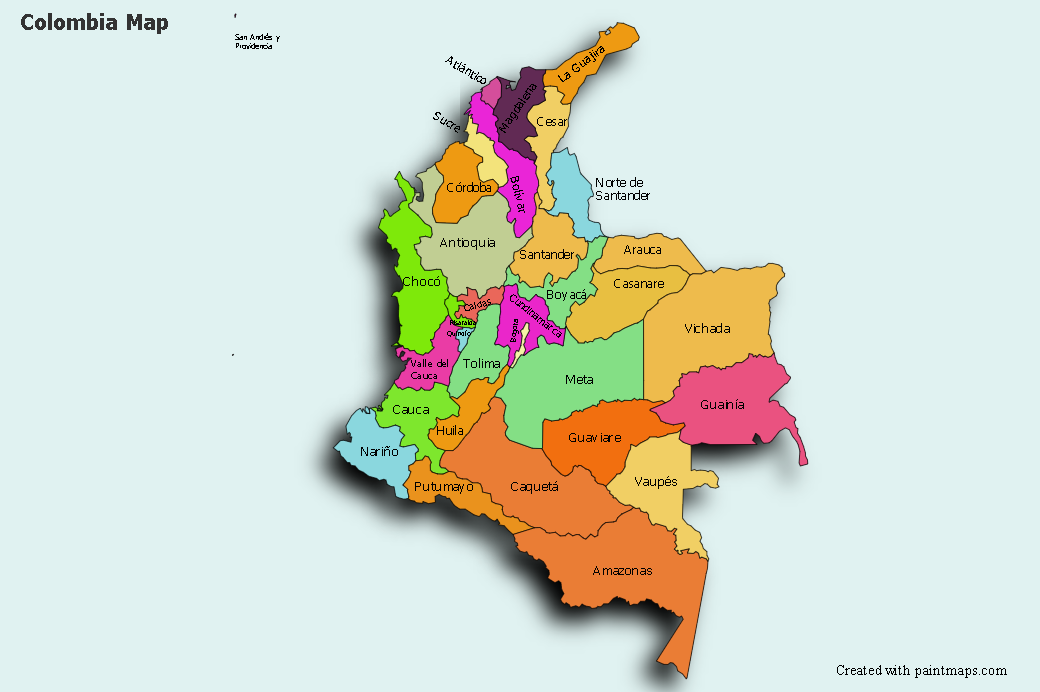 Colombia Map
San Andrés y
Providencia
La Guajira
Atlántico
Magdalena
Cesar
Sucre
Norte de
Santander
Córdoba
Bolívar
Antioquia
Santander
Arauca
Chocó
Boyacá
Casanare
Caldas
Cundinamarca
Risaralda
Quindío
Bogota
Vichada
Valle del
Cauca
Tolima
Meta
Cauca
Guainía
Huila
Guaviare
Nariño
Putumayo
Caquetá
Vaupés
Amazonas
Created with paintmaps.com